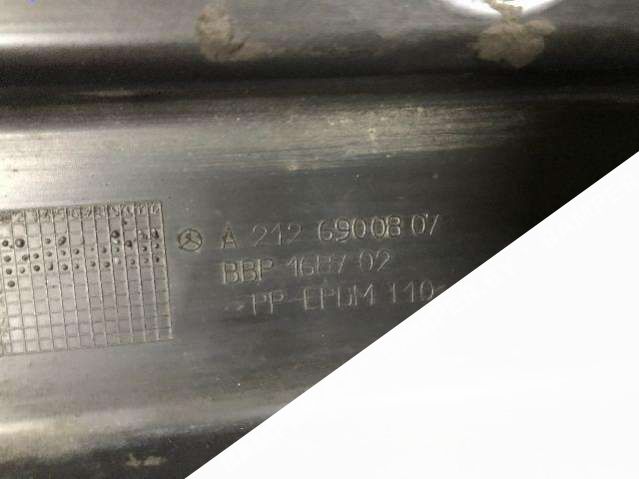 A 212 690 08 07
BBP 1687 02
>PP-EPDM 110<